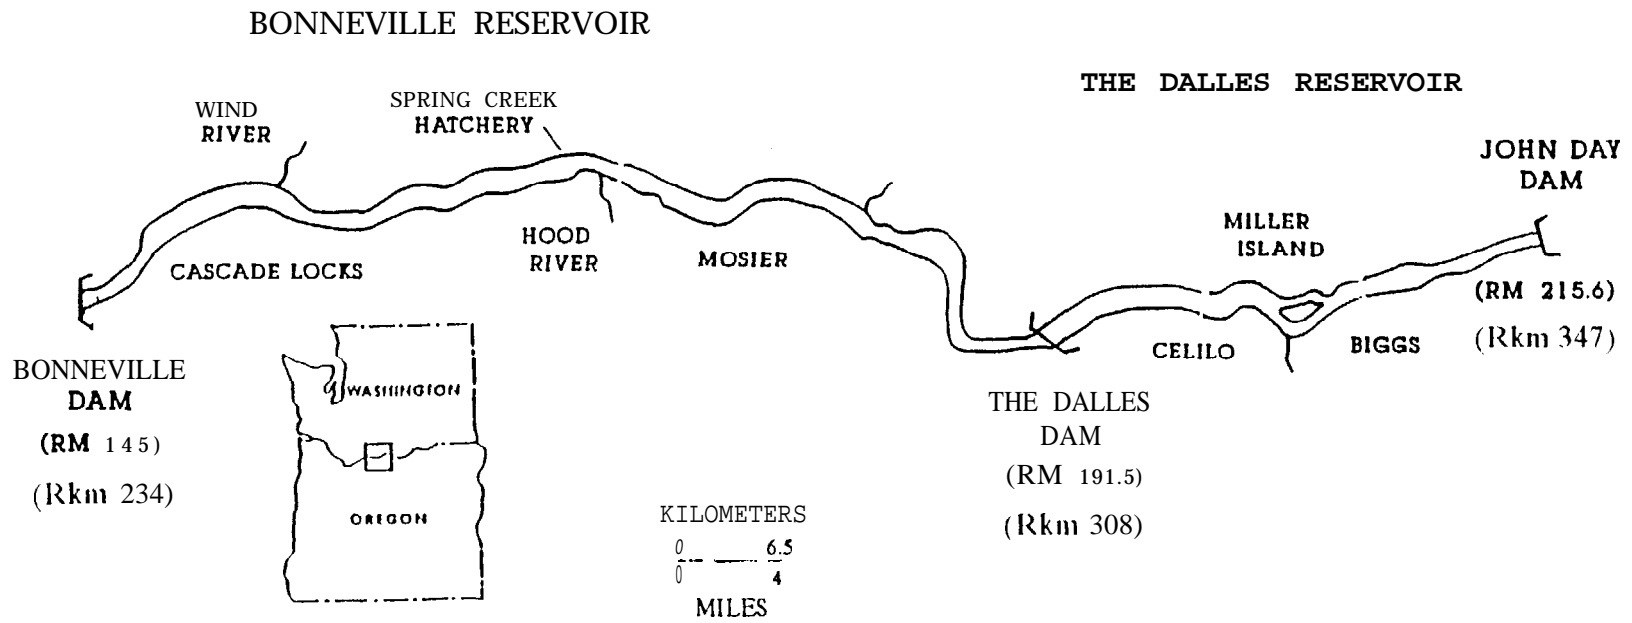 BONNEVILLE RESERVOIR
THE DALLES RESERVOIR
WIND
RIVER
SPRING CREEK
HATCHERY
JOHN DAY
DAM
(RM 215.6)
(Rkm 347)
MILLER
ISLAND
HOOD
RIVER
MOSIER
CASCADE LOCKS
CELILO
BIGGS
BONNEVILLE
DAM
(RM 145)
(Rkm 234)
THE DALLES
DAM
(RM 191.5)
(Rkm 308)
WASHINGTON
OREGON
KILOMETERS
0 6.5
0 4
MILES